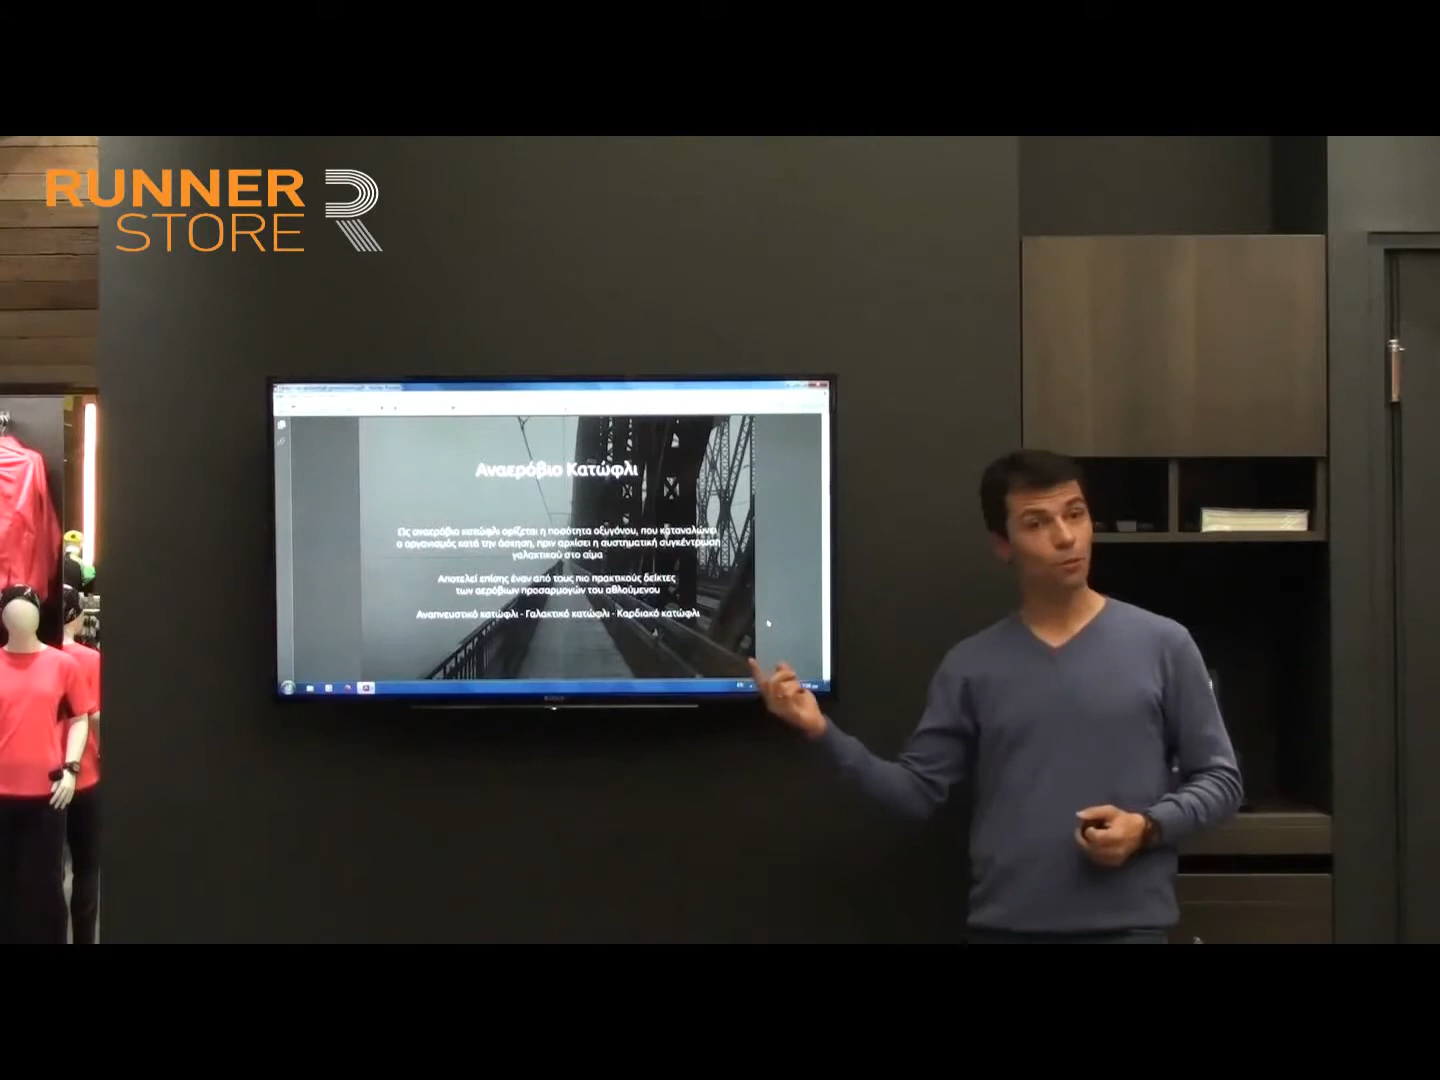 RUNNER
STORE
Αναερόβιο Κατώφλι
Ως αναερόβιο κατώφλι ορίζεται η ποσότητα οξυγόνου, που καταναλώνει
ο οργανισμός κατά την άσκηση, πριν αρχίσει η συστηματική συγκέντρωση
γαλακτικού στο αίμα
Αποτελεί επίσης έναν από τους πιο πρακτικούς δείκτες
των αερόβιων προσαρμογών του αθλούμενου
Αναπνευστικό κατώφλι - Γαλακτικό κατώφλι - Καρδιακό κατώφλι